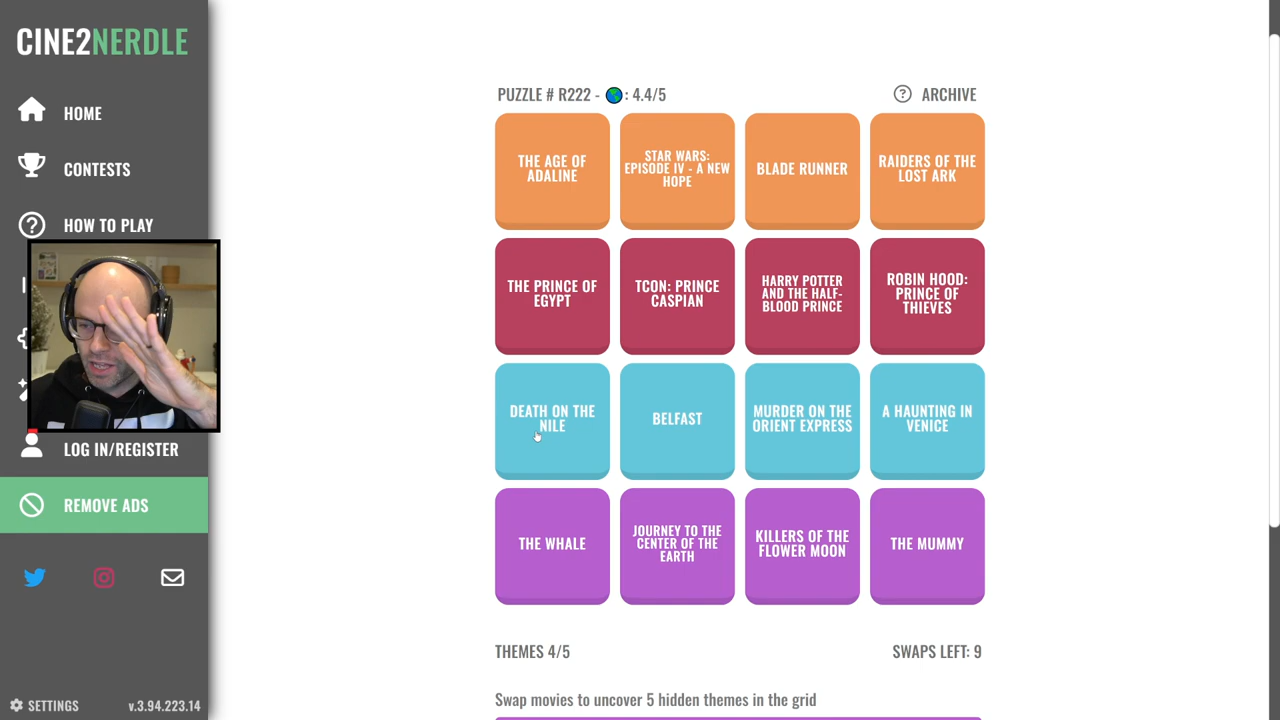 CINE2NERDLE
HOME
CONTESTS
HOW TO PLAY
LOG IN/REGISTER
REMOVE ADS
SETTINGS
v.3.94.223.14
PUZZLE # R222 - 🌎: 4.4/5
ARCHIVE
THE AGE OF
ADALINE
STAR WARS:
EPISODE IV - A NEW
HOPE
BLADE RUNNER
RAIDERS OF THE
LOST ARK
THE PRINCE OF
EGYPT
TCON: PRINCE
CASPIAN
HARRY POTTER
AND THE HALF-
BLOOD PRINCE
ROBIN HOOD:
PRINCE OF
THIEVES
DEATH ON THE
NILE
BELFAST
MURDER ON THE
ORIENT EXPRESS
A HAUNTING IN
VENICE
THE WHALE
JOURNEY TO THE
CENTER OF THE
EARTH
KILLERS OF THE
FLOWER MOON
THE MUMMY
THEMES 4/5
SWAPS LEFT: 9
Swap movies to uncover 5 hidden themes in the grid